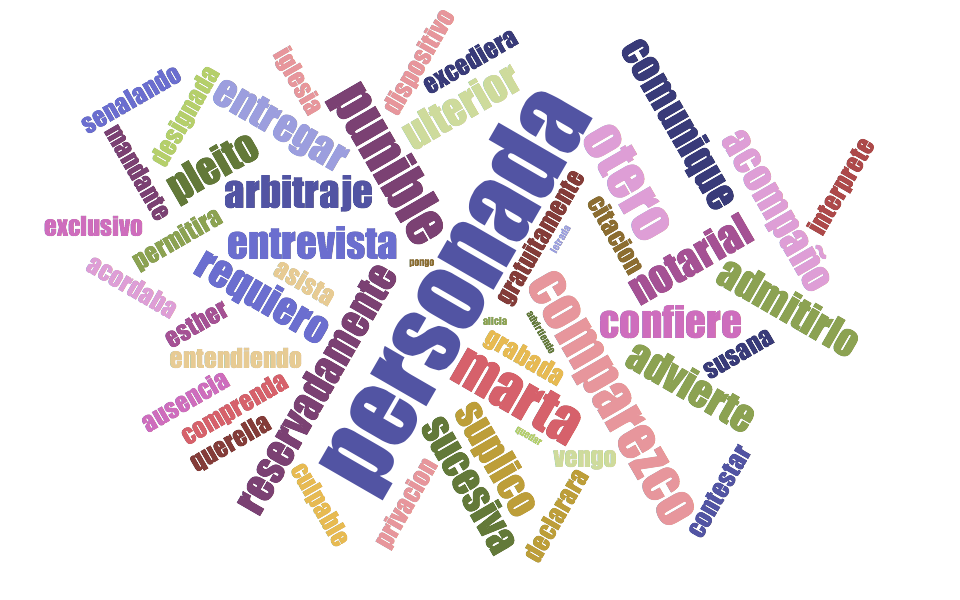 dispositivo
excediera
iglesia
comunique
senalando
designada
entregar
ulterior
punible
personada
mandante
pleito
otero
acompaño
interprete
arbitraje
exclusivo
permitira
entrevista
gratuitamente
citacion
letrada
notarial
acordaba
requiero
asista
pongo
admitirlo
esther
reservadamente
alicia
advirtiendo
comparezco
confiere
susana
entendiendo
grabada
advierte
ausencia
comprenda
marta
querella
suplico
sucesiva
quedar
vengo
culpable
privacion
declarara
contestar